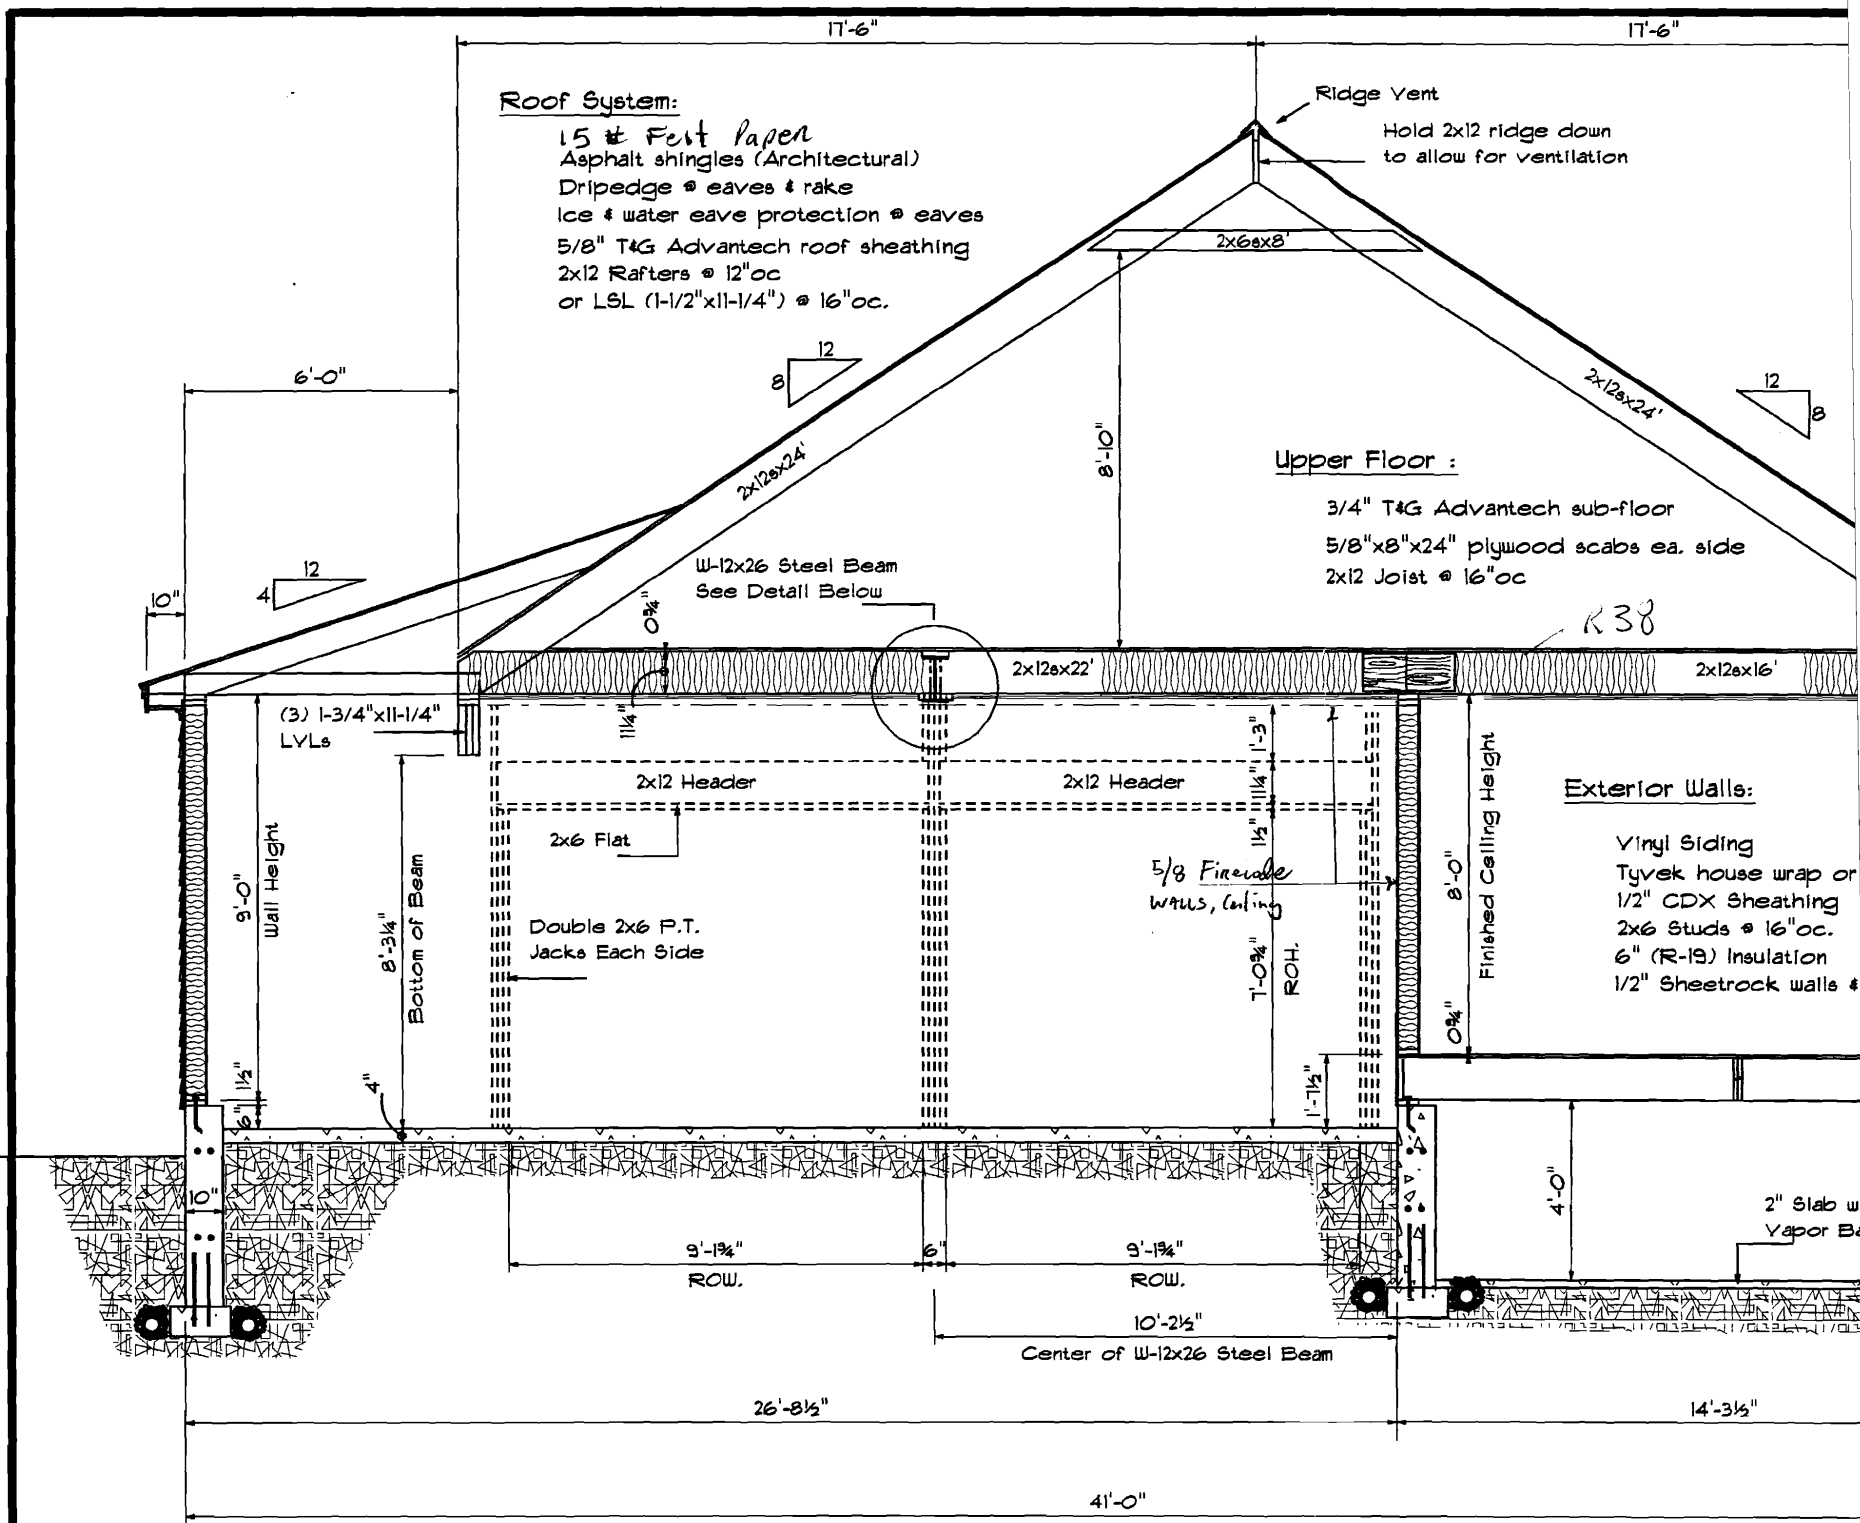 17'-6"
17'-6"
Roof System:
15 # Felt Paper
Asphalt shingles (Architectural)
Dripedge @ eaves & rake
Ice & water eave protection @ eaves
5/8" T&G Advantech roof sheathing
2x12 Rafters @ 12"oc
or LSL (1-1/2"x11-1/4") @ 16"oc.
Ridge Vent
Hold 2x12 ridge down
to allow for ventilation
2x6sx8'
12
8
6'-0"
2x12sx24'
12
8
2x12sx24'
8'-10"
Upper Floor :
3/4" T&G Advantech sub-floor
5/8"x8"x24" plywood scabs ea. side
2x12 Joist @ 16"oc
R38
W-12x26 Steel Beam
See Detail Below
12
4
10"
0¾"
11¼"
2x12sx22'
2x12sx16'
(3) 1-3/4"x11-1/4"
LVLs
2x12 Header
2x12 Header
1'-3"
11¼"
1½"
2x6 Flat
9'-0"
Wall Height
8'-3¼"
Bottom of Beam
Double 2x6 P.T.
Jacks Each Side
5/8 Firecode
WALLS, Ceiling
7'-0¾"
ROH.
8'-0"
Finished Ceiling Height
0¾"
Exterior Walls:
Vinyl Siding
Tyvek house wrap or
1/2" CDX Sheathing
2x6 Studs @ 16"oc.
6" (R-19) Insulation
1/2" Sheetrock walls &
1½"
6"
4"
1'-7½"
10"
4'-0"
2" Slab w
Vapor Ba
9'-1¾"
ROW.
6"
9'-1¾"
ROW.
10'-2½"
Center of W-12x26 Steel Beam
26'-8½"
14'-3½"
41'-0"